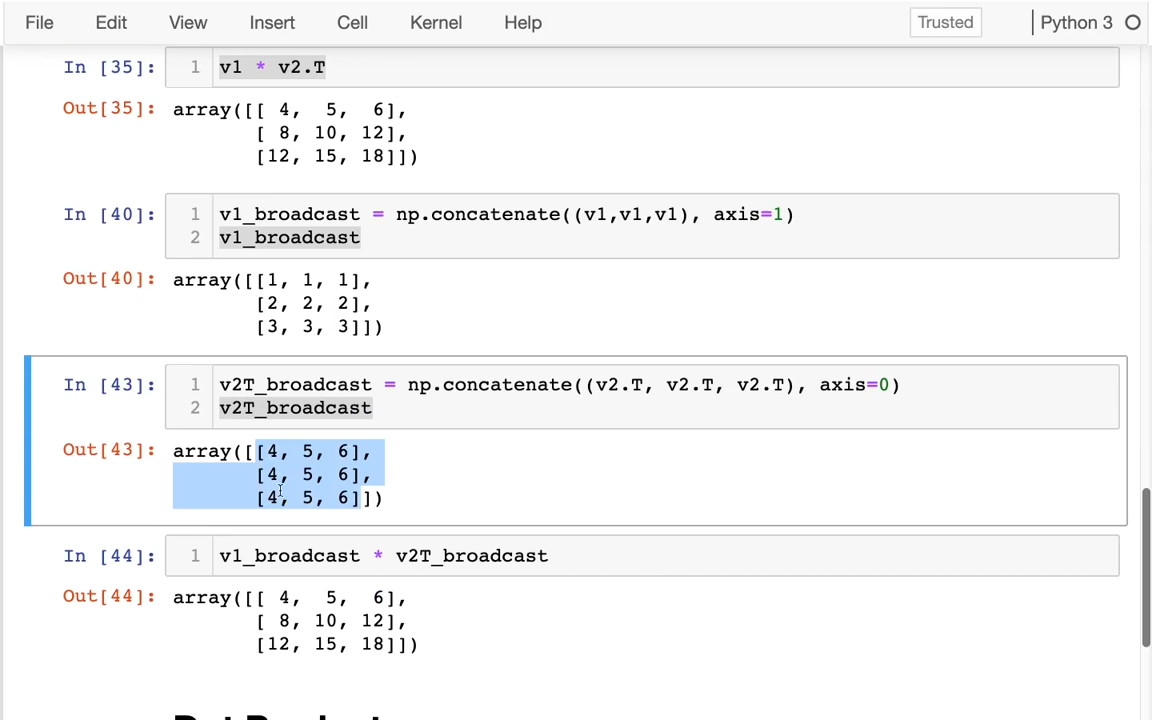 File Edit View Insert Cell Kernel Help Trusted Python 3
In [35]: 1 v1 * v2.T
Out[35]: array([[ 4,  5,  6],
[ 8, 10, 12],
[12, 15, 18]])
In [40]: 1 v1_broadcast = np.concatenate((v1,v1,v1), axis=1)
2 v1_broadcast
Out[40]: array([[1, 1, 1],
[2, 2, 2],
[3, 3, 3]])
In [43]: 1 v2T_broadcast = np.concatenate((v2.T, v2.T, v2.T), axis=0)
2 v2T_broadcast
Out[43]: array([[4, 5, 6],
[4, 5, 6],
[4, 5, 6]])
In [44]: 1 v1_broadcast * v2T_broadcast
Out[44]: array([[ 4,  5,  6],
[ 8, 10, 12],
[12, 15, 18]])